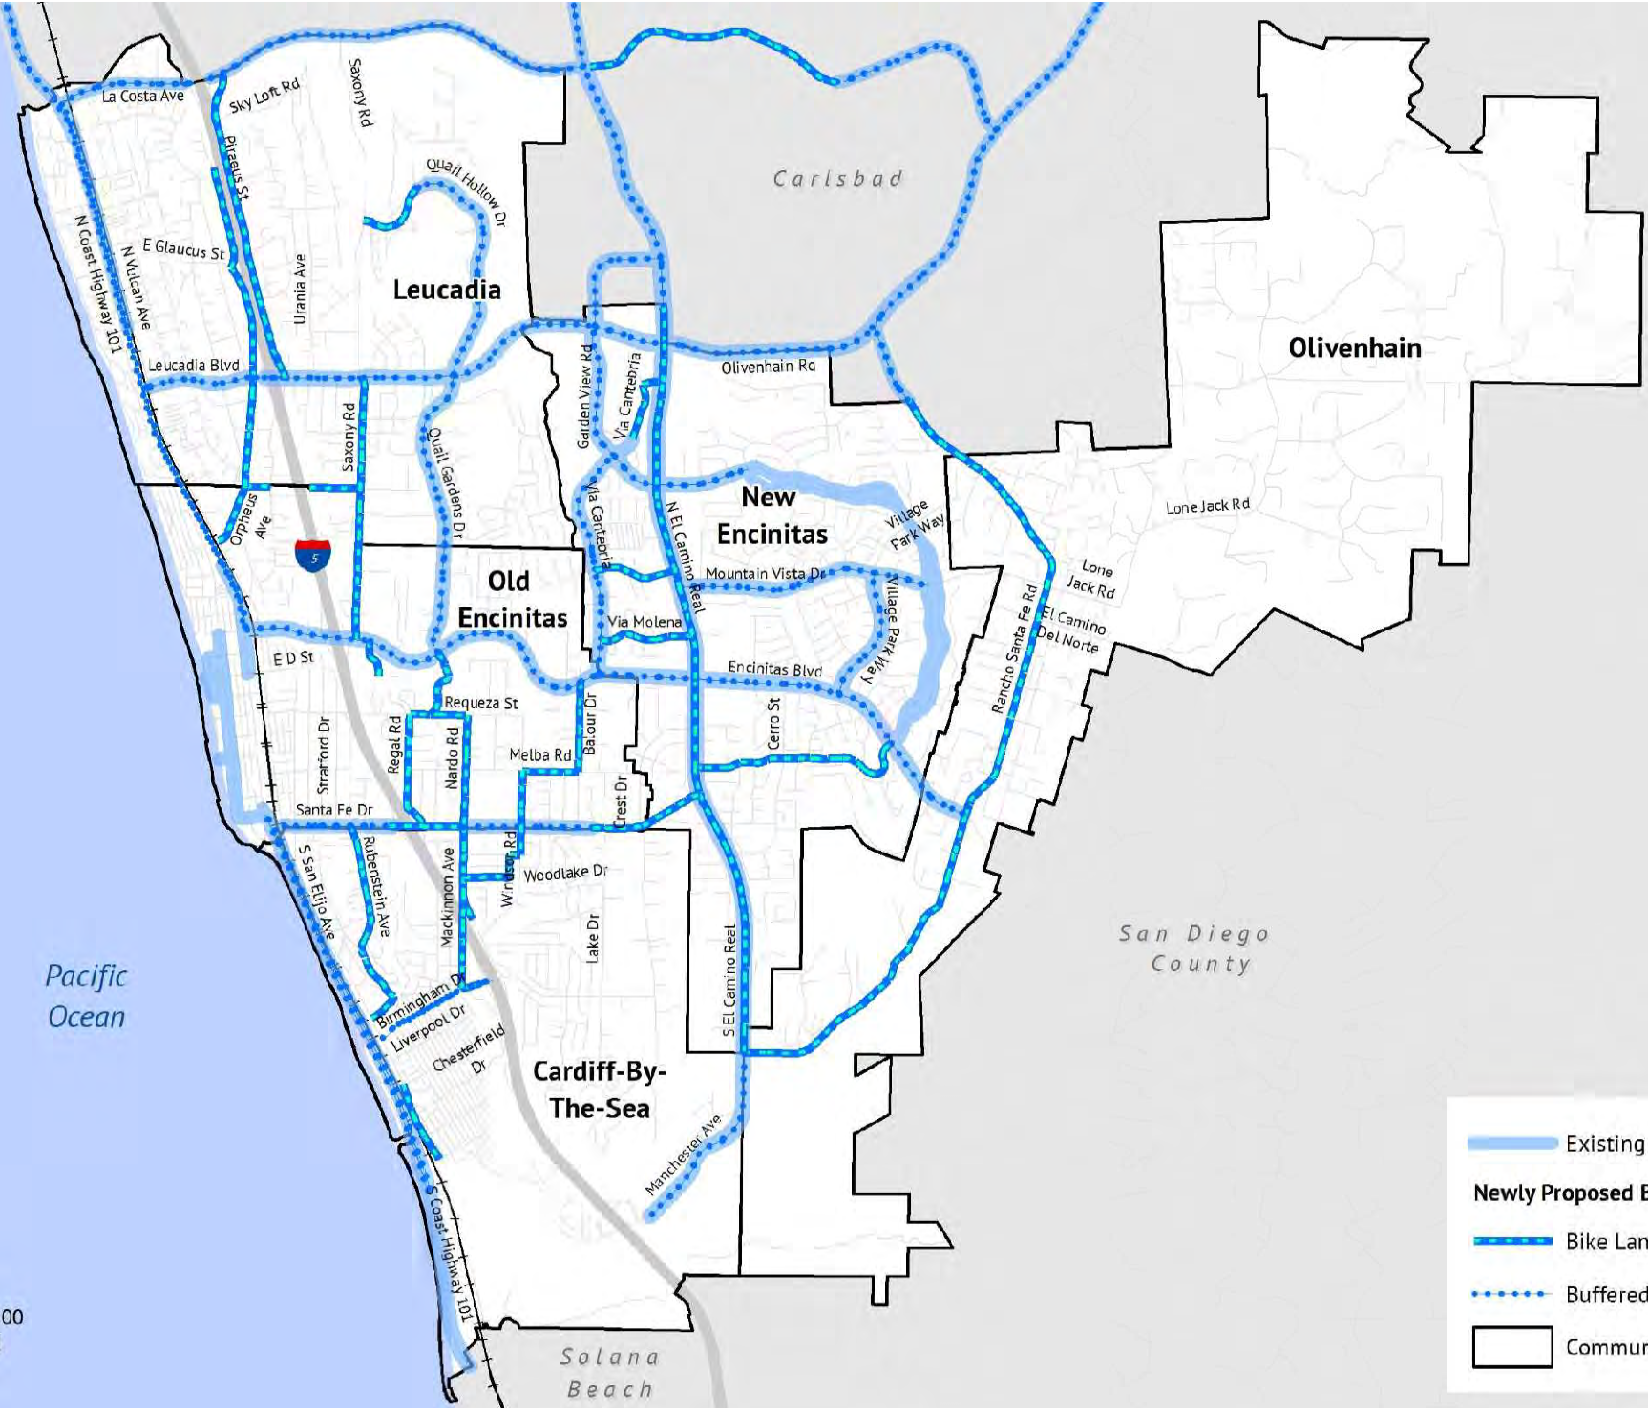 La Costa Ave
Sky Loft Rd
Saxony Rd
Quail Hollow Dr
Carlsbad
Piraeus St
N Coast Highway 101
N Vulcan Ave
E Glaucus St
Urania Ave
Leucadia
Olivenhain
Leucadia Blvd
Garden View Rd
Via Cantebria
Olivenhain Rd
Saxony Rd
Quail Gardens Dr
Via Cantebria
New
Encinitas
N El Camino Real
Village
Park Way
Lone Jack Rd
Orpheus
Ave
5
Old
Encinitas
Mountain Vista Dr
Village Park Way
Lone
Jack Rd
El Camino
Del Norte
Rancho Santa Fe Rd
Via Molena
E D St
Encinitas Blvd
Requeza St
Regal Rd
Nardo Rd
Balour Dr
Cerro St
Stratford Dr
Melba Rd
Crest Dr
Santa Fe Dr
S San Elijo Ave
Rubenstein Ave
Mackinnon Ave
Windsor Rd
Woodlake Dr
Lake Dr
S El Camino Real
San Diego
County
Pacific
Ocean
Birmingham Dr
Liverpool Dr
Chesterfield
Dr
Cardiff-By-
The-Sea
Manchester Ave
S Coast Highway 101
Solana
Beach
00
Existing
Newly Proposed B
Bike Lan
Buffered
Commun